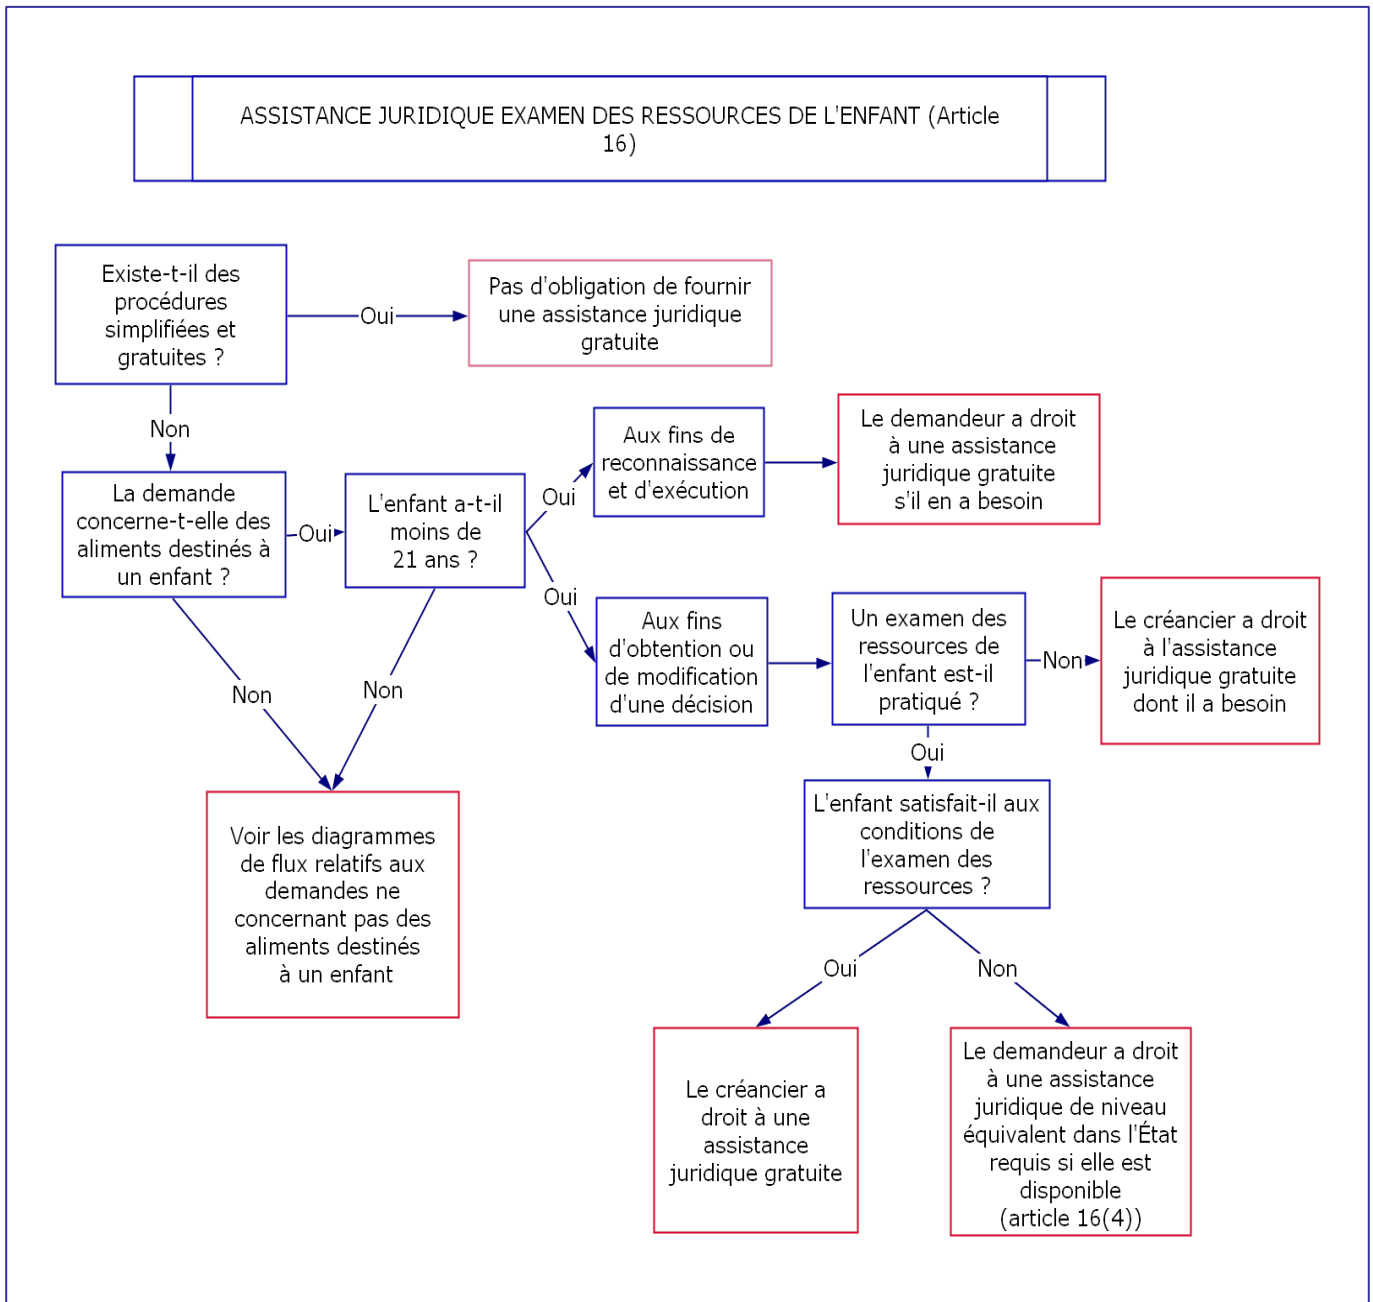 ASSISTANCE JURIDIQUE EXAMEN DES RESSOURCES DE L'ENFANT (Article
16)
Existe-t-il des
procédures
simplifiées et
gratuites ?
Oui
Pas d'obligation de fournir
une assistance juridique
gratuite
Non
La demande
concerne-t-elle des
aliments destinés à
un enfant ?
Oui
L'enfant a-t-il
moins de
21 ans ?
Oui
Aux fins de
reconnaissance
et d'exécution
Le demandeur a droit
à une assistance
juridique gratuite
s'il en a besoin
Oui
Aux fins
d'obtention ou
de modification
d'une décision
Un examen des
ressources de
l'enfant est-il
pratiqué ?
Non
Le créancier a droit
à l'assistance
juridique gratuite
dont il a besoin
Non
Non
Voir les diagrammes
de flux relatifs aux
demandes ne
concernant pas des
aliments destinés
à un enfant
Oui
L'enfant satisfait-il aux
conditions de
l'examen des
ressources ?
Oui
Non
Le créancier a
droit à une
assistance
juridique gratuite
Le demandeur a droit
à une assistance
juridique de niveau
équivalent dans l'État
requis si elle est
disponible
(article 16(4))